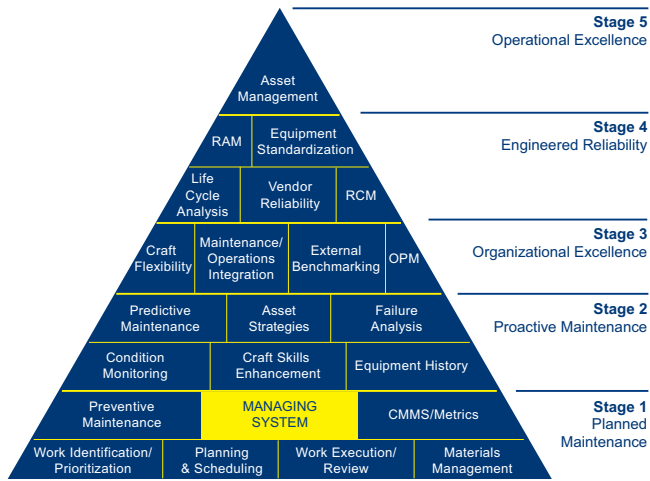 Stage 5
Operational Excellence
Asset
Management
Stage 4
Engineered Reliability
RAM
Equipment
Standardization
Life
Cycle
Analysis
Vendor
Reliability
RCM
Stage 3
Organizational Excellence
Craft
Flexibility
Maintenance/
Operations
Integration
External
Benchmarking
OPM
Stage 2
Proactive Maintenance
Predictive
Maintenance
Asset
Strategies
Failure
Analysis
Condition
Monitoring
Craft Skills
Enhancement
Equipment History
Stage 1
Planned
Maintenance
Preventive
Maintenance
MANAGING
SYSTEM
CMMS/Metrics
Work Identification/
Prioritization
Planning
& Scheduling
Work Execution/
Review
Materials
Management